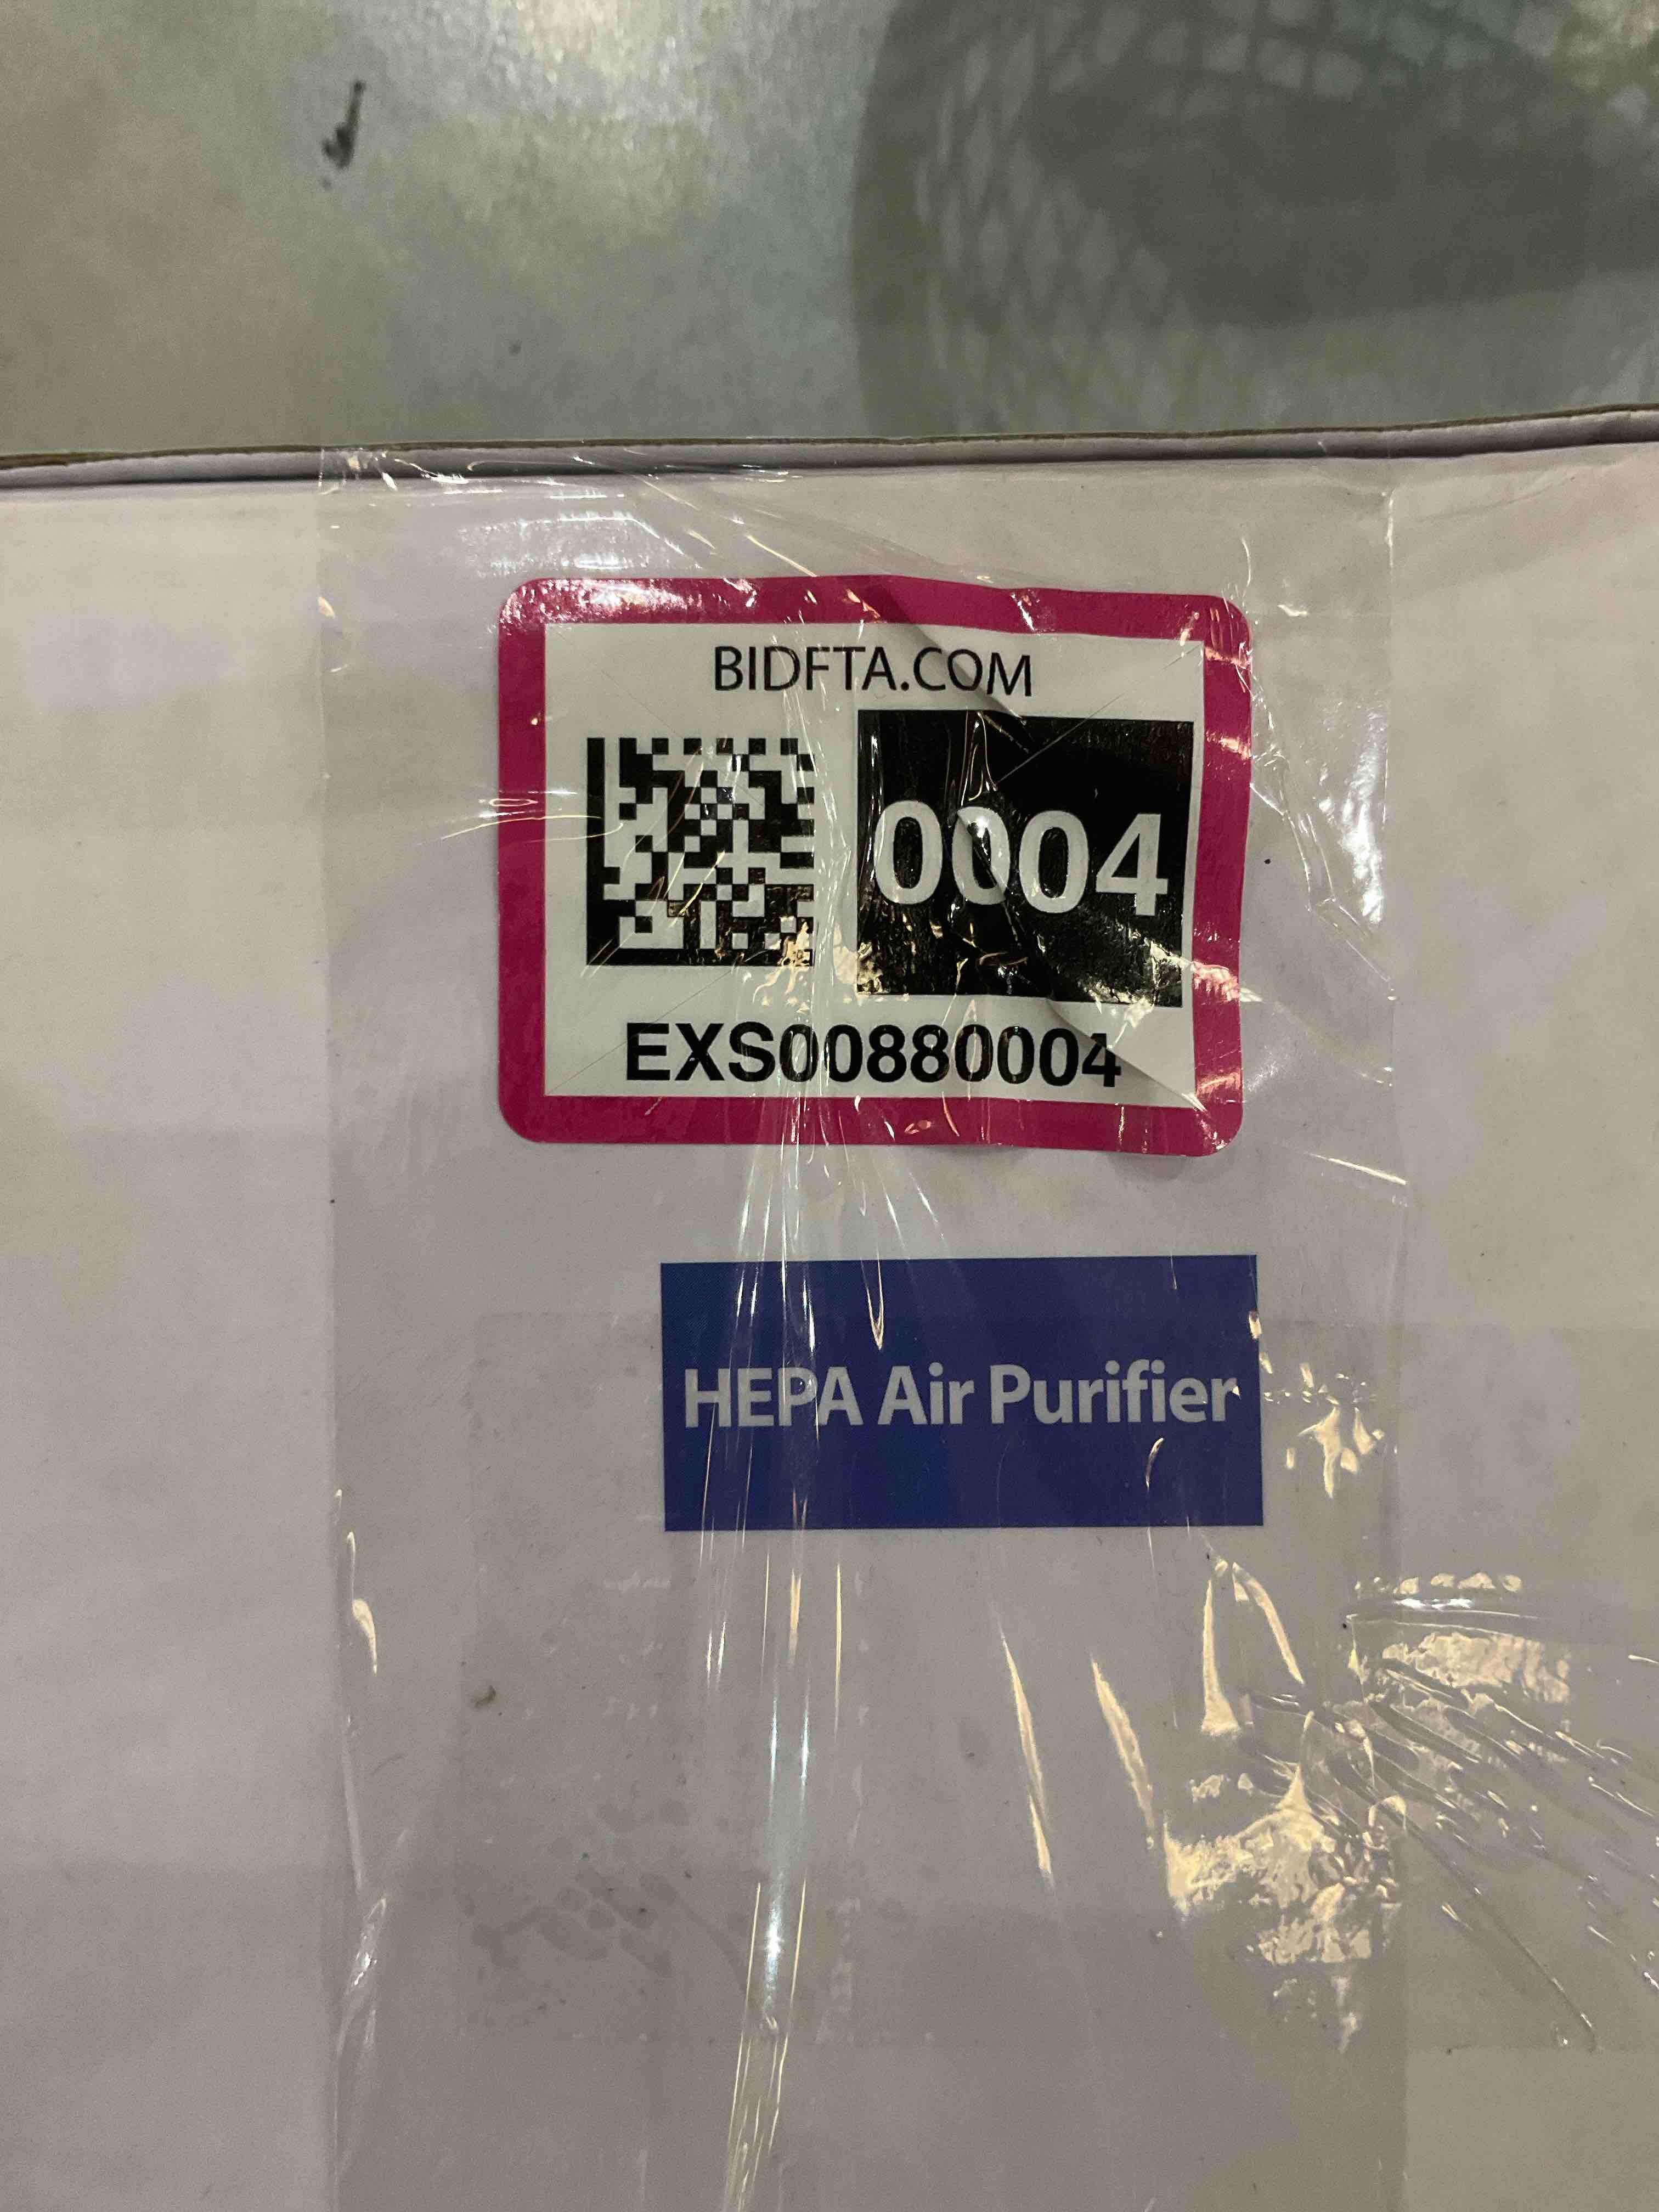 BIDFTA.COM
0004
EXS00880004
HEPA Air Purifier